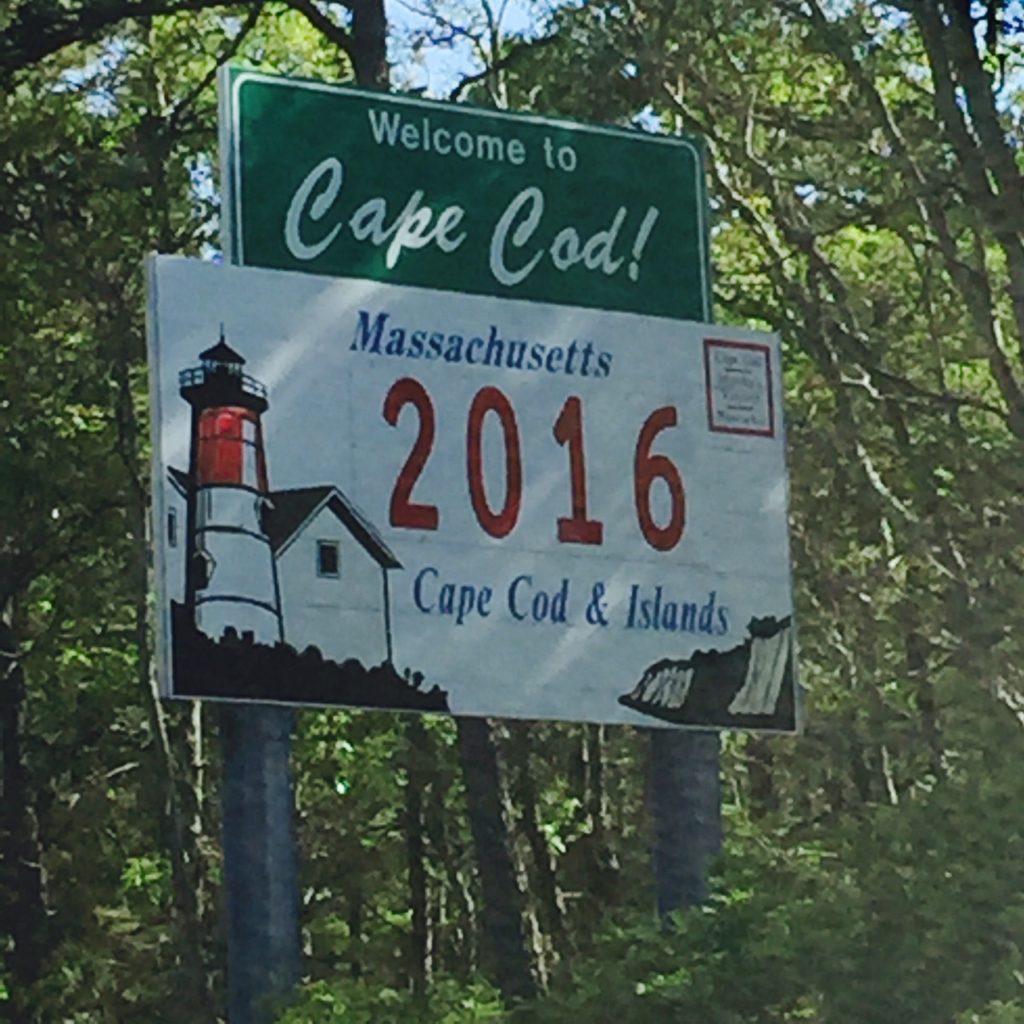 Welcome to
Cape Cod!
Massachusetts
2016
Cape Cod & Islands